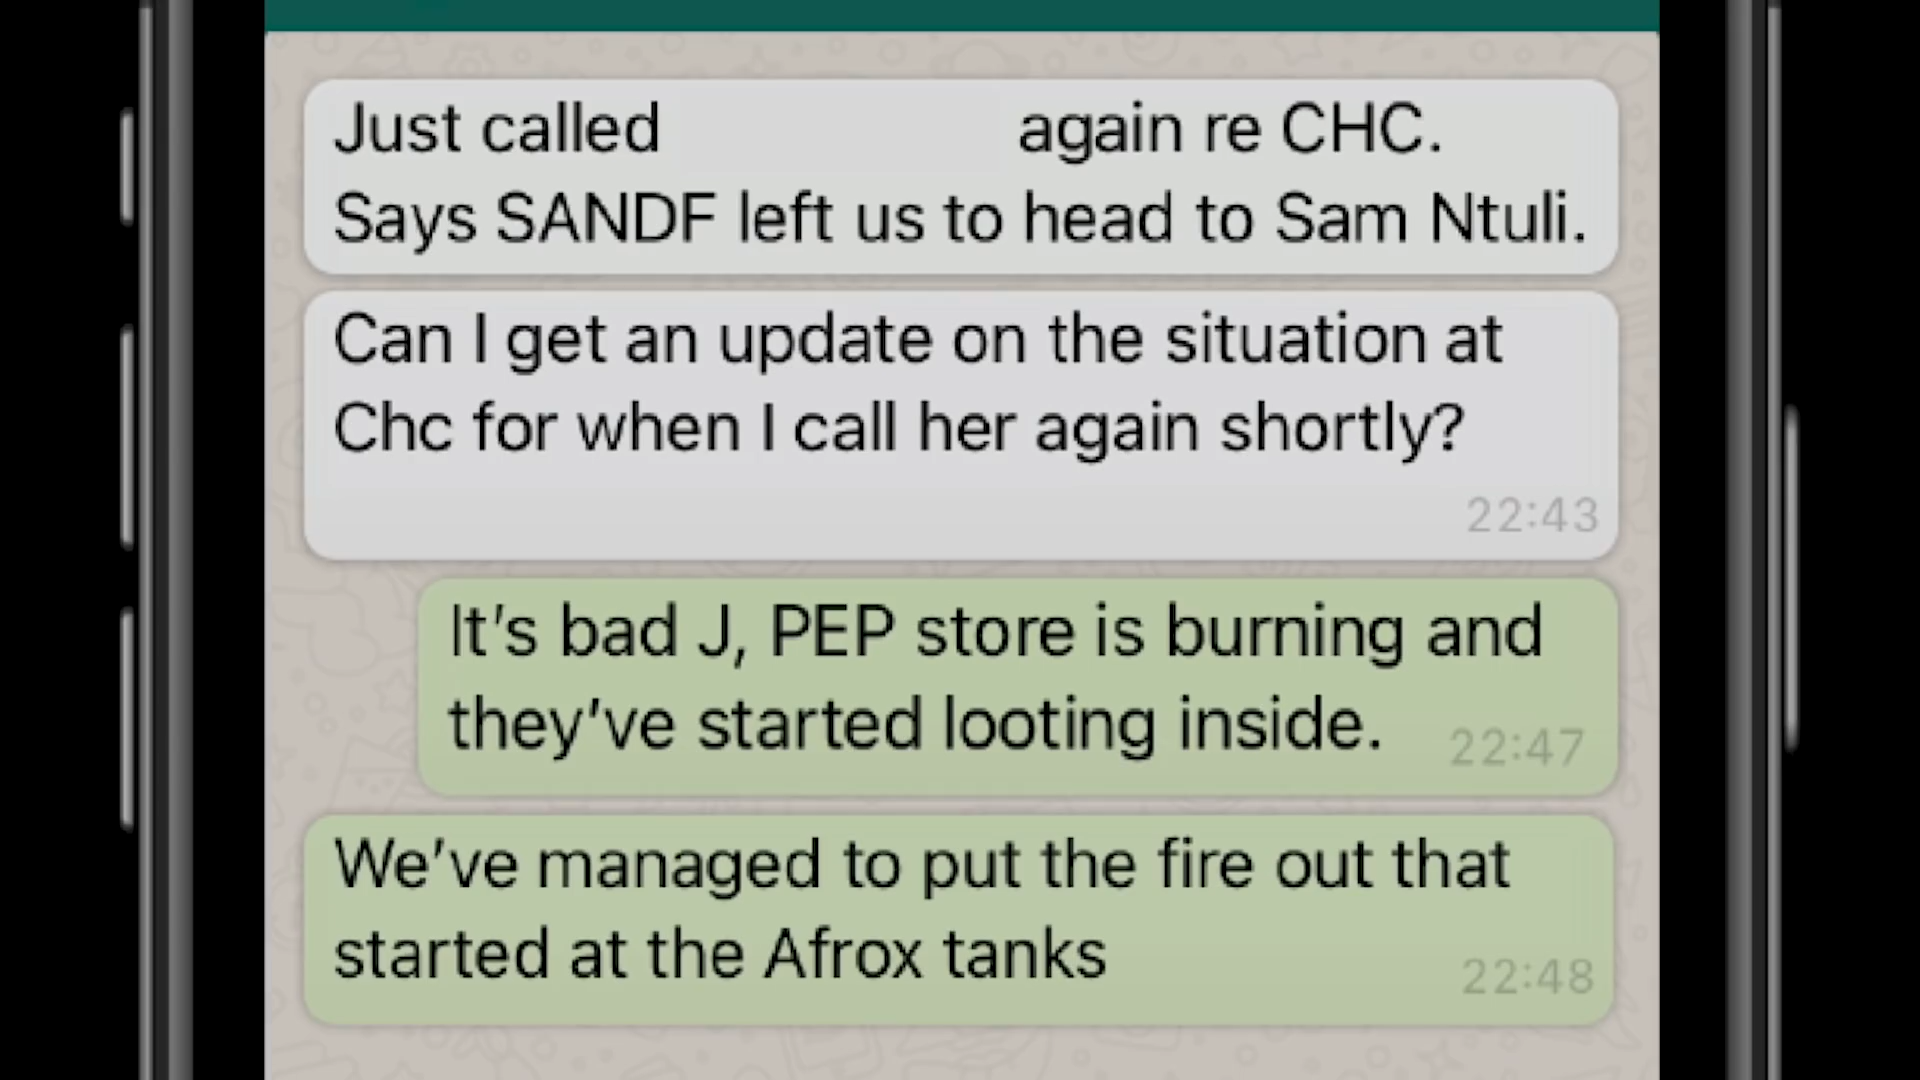 Just called again re CHC.
Says SANDF left us to head to Sam Ntuli.
Can I get an update on the situation at
Chc for when I call her again shortly?
22:43
It's bad J, PEP store is burning and
they've started looting inside. 22:47
We've managed to put the fire out that
started at the Afrox tanks 22:48